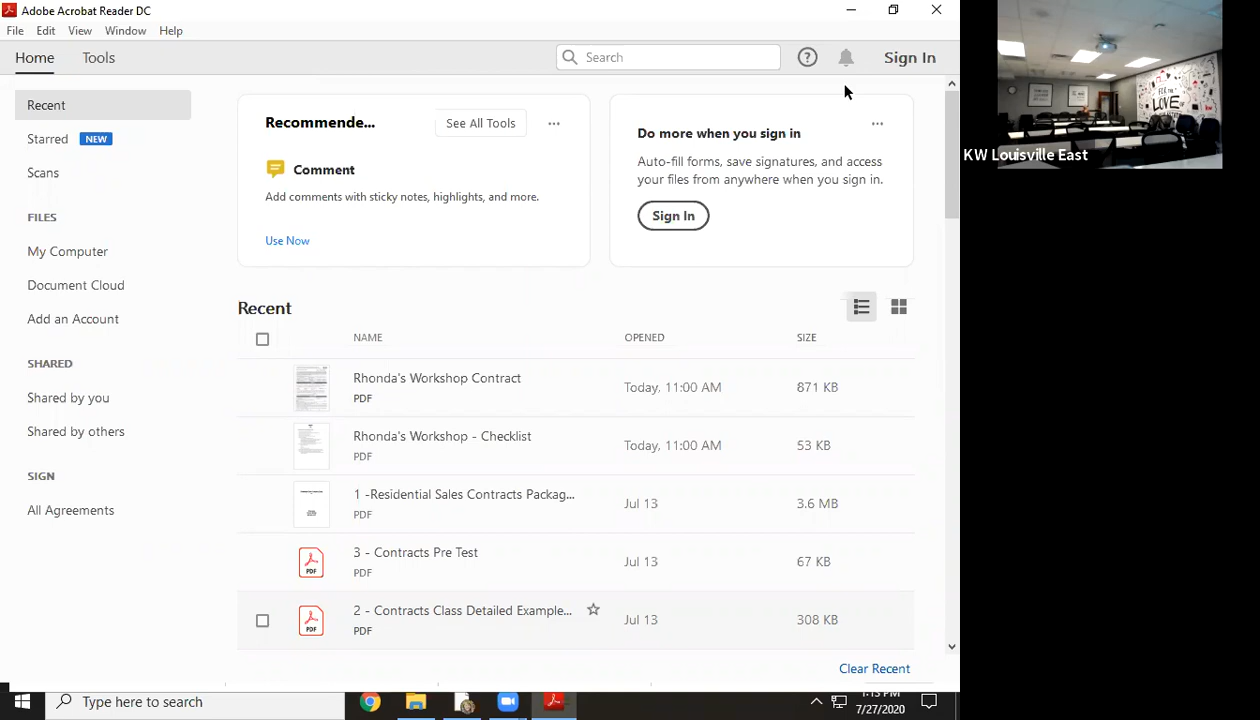 Adobe Acrobat Reader DC
File Edit View Window Help
Home Tools Search Sign In
Recent
Starred NEW
Scans
FILES
My Computer
Document Cloud
Add an Account
SHARED
Shared by you
Shared by others
SIGN
All Agreements
Recommende... See All Tools
Comment
Add comments with sticky notes, highlights, and more.
Use Now
Do more when you sign in
Auto-fill forms, save signatures, and access
your files from anywhere when you sign in.
Sign In
Recent
NAME OPENED SIZE
Rhonda's Workshop Contract
PDF
Today, 11:00 AM 871 KB
Rhonda's Workshop - Checklist
PDF
Today, 11:00 AM 53 KB
1 -Residential Sales Contracts Packag...
PDF
Jul 13 3.6 MB
3 - Contracts Pre Test
PDF
Jul 13 67 KB
2 - Contracts Class Detailed Example...
PDF
Jul 13 308 KB
Clear Recent
Type here to search
1:15 PM
7/27/2020
FOR THE
LOVE
KW Louisville East